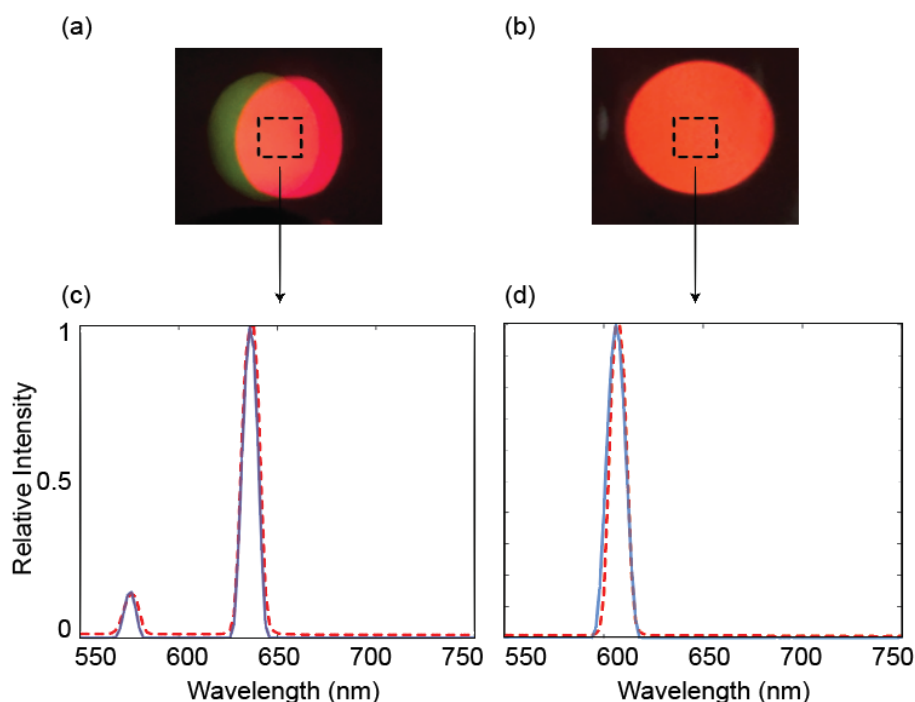 (a)
(b)
(c)
(d)
1
0.5
0
Relative Intensity
550 600 650 700 750
550 600 650 700 750
Wavelength (nm)
Wavelength (nm)